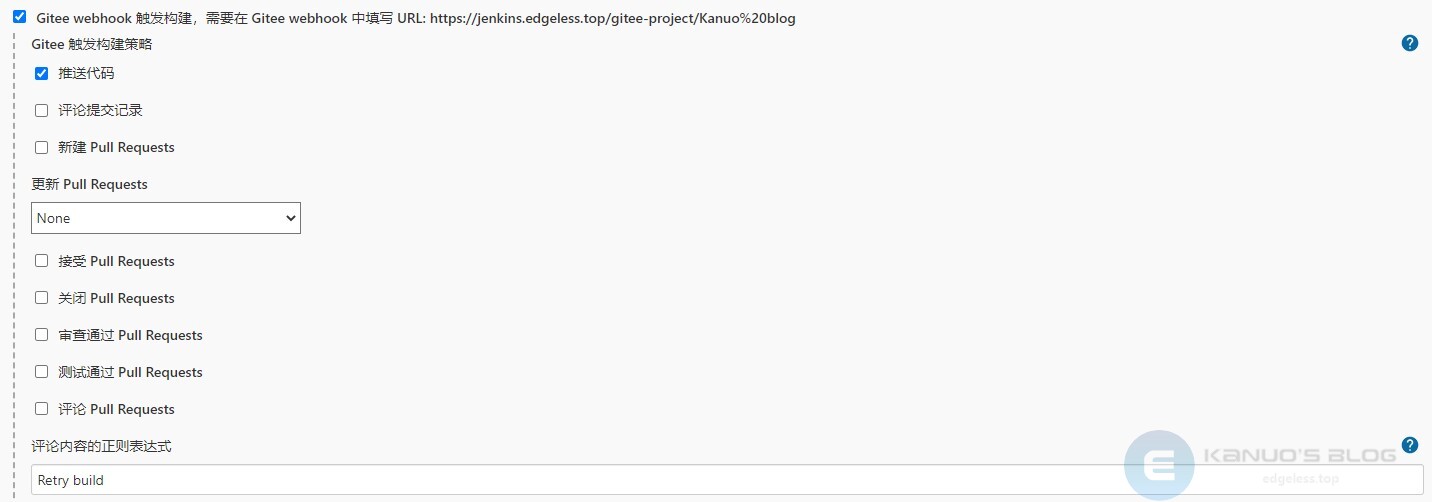 Gitee webhook 触发构建，需要在 Gitee webhook 中填写 URL: https://jenkins.edgeless.top/gitee-project/Kanuo%20blog
Gitee 触发构建策略
推送代码
评论提交记录
新建 Pull Requests
更新 Pull Requests
None
接受 Pull Requests
关闭 Pull Requests
审查通过 Pull Requests
测试通过 Pull Requests
评论 Pull Requests
评论内容的正则表达式
Retry build
KANUO'S BLOG
edgeless.top